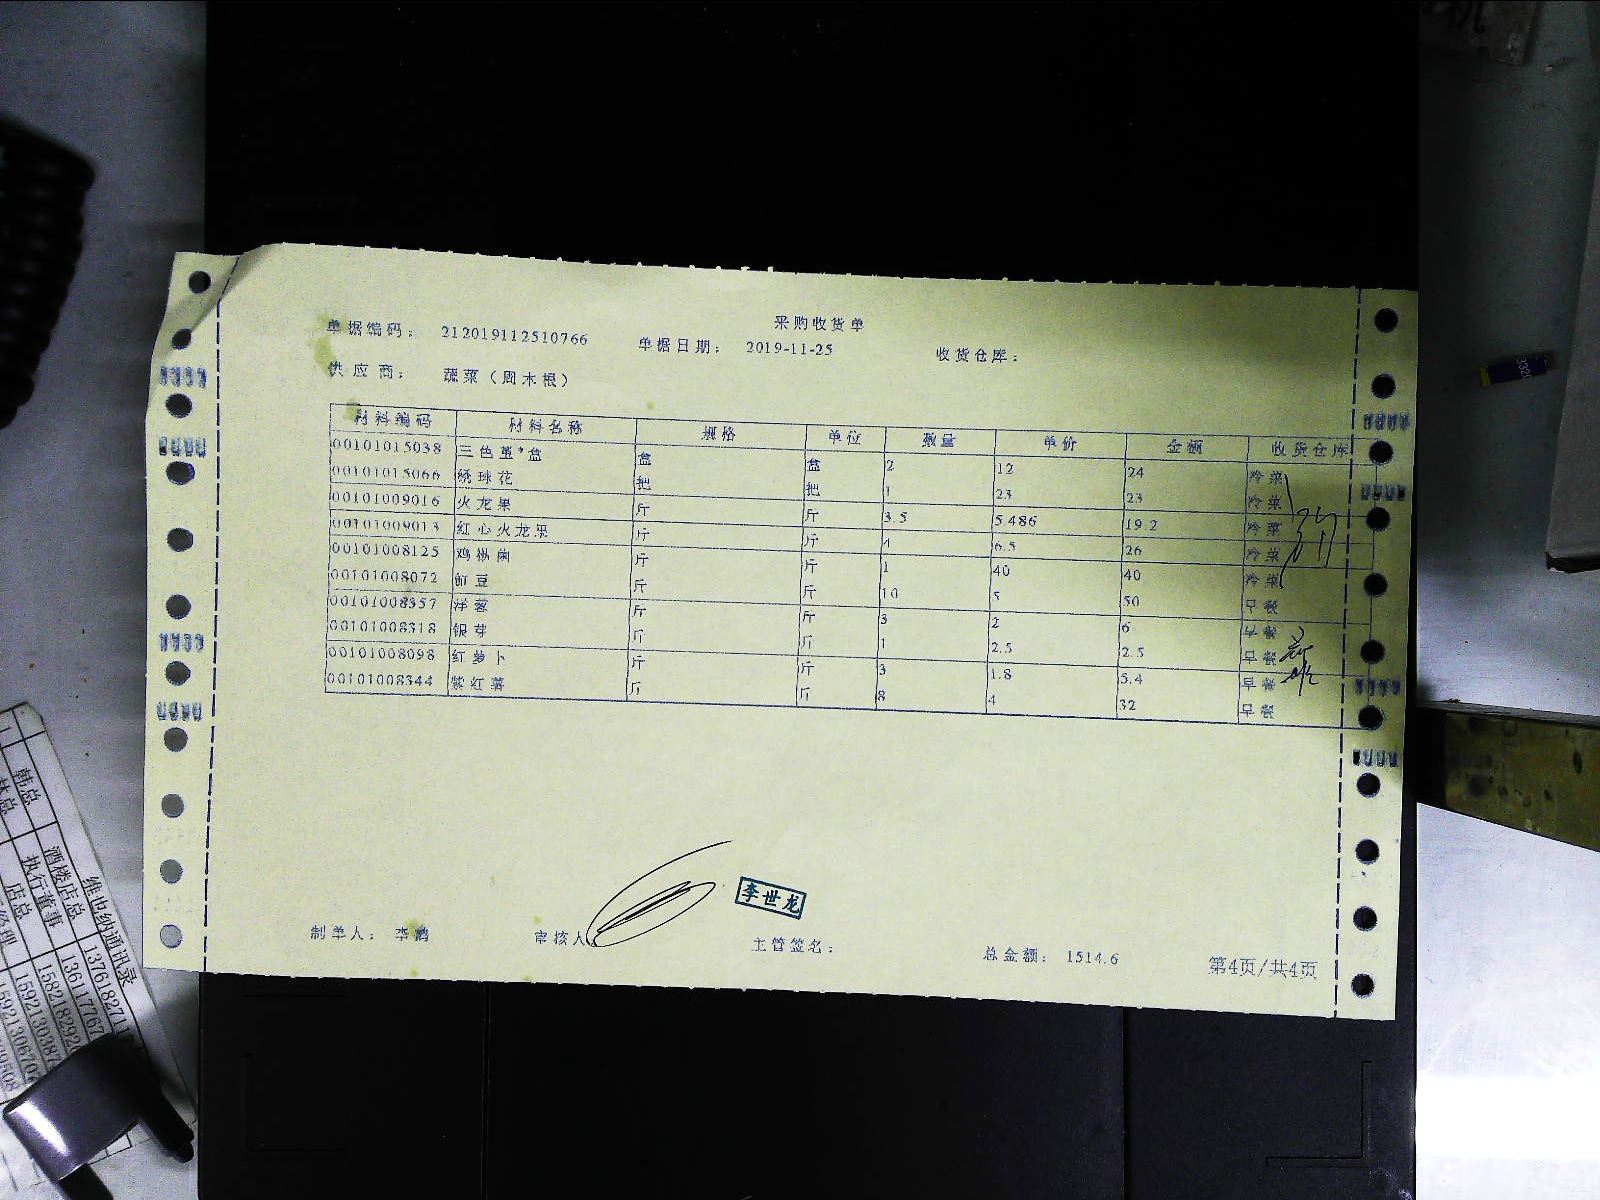 采购收货单
单据编码： 212019112510766 单据日期： 2019-11-25 收货仓库：
供应商： 蔬菜（周木根）
材料编码 材料名称 规格 单位 数量 单价 金额 收货仓库
00101015038 三色堇*盒 盒 盒 2 12 24 冷菜
00101015066 绣球花 把 把 1 23 23 冷菜
00101009016 火龙果 斤 斤 3.5 5.486 19.2 冷菜
00101009013 红心火龙果 斤 斤 4 6.5 26 冷菜
00101008125 鸡枞菌 斤 斤 1 40 40 冷菜
00101008072 豇豆 斤 斤 10 5 50 早餐
00101008357 洋葱 斤 斤 3 2 6 早餐
00101008318 银芽 斤 斤 1 2.5 2.5 早餐
00101008098 红萝卜 斤 斤 3 1.8 5.4 早餐
00101008344 紫红薯 斤 斤 8 4 32 早餐
李世龙
制单人： 李鹏 审核人 主管签名： 总金额： 1514.6 第4页/共4页
维也纳通讯录
韩总 酒楼店总 1376182711
林总 执行董事 136117767
店总